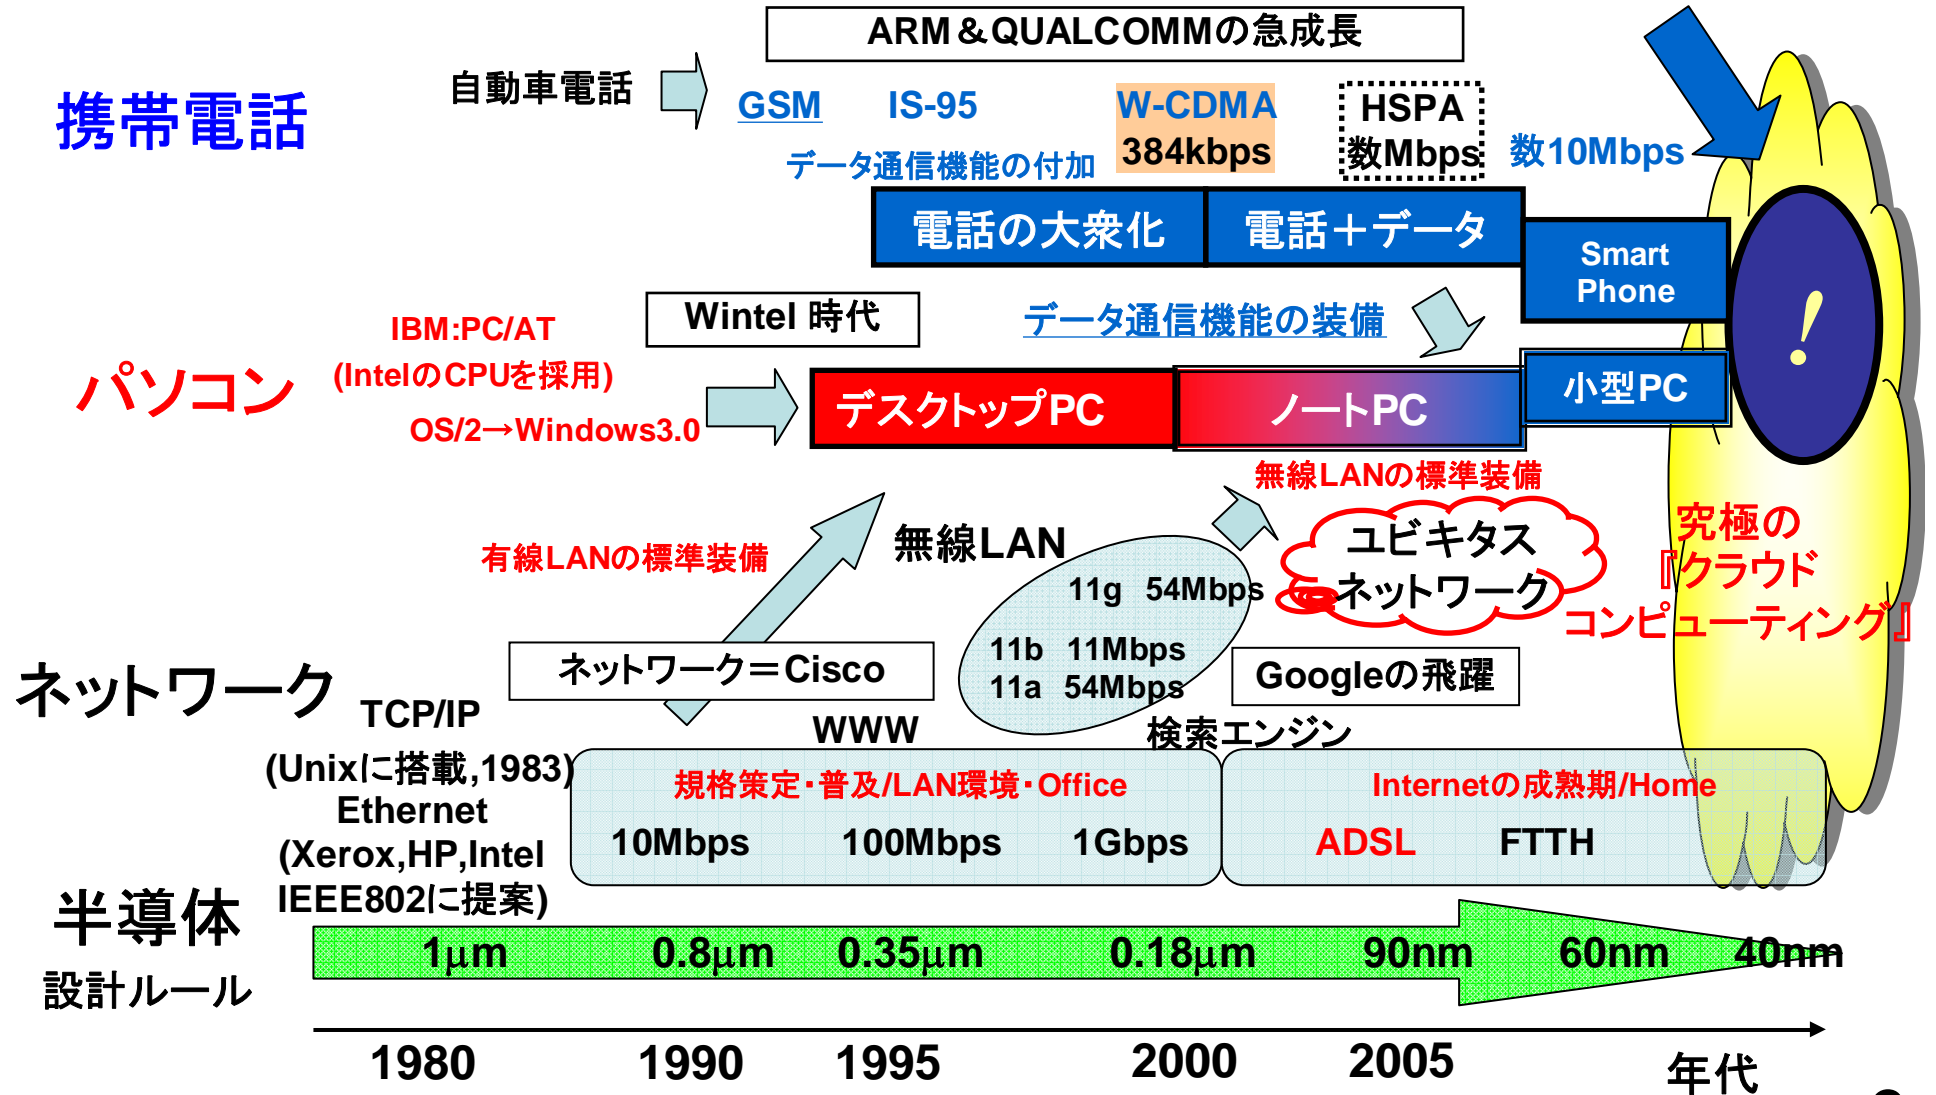 ARM＆QUALCOMMの急成長
自動車電話
携帯電話
GSM
IS-95
W-CDMA
384kbps
HSPA
数Mbps
数10Mbps
データ通信機能の付加
電話の大衆化
電話＋データ
Smart
Phone
!
Wintel 時代
データ通信機能の装備
IBM:PC/AT
(IntelのCPUを採用)
OS/2→Windows3.0
パソコン
デスクトップPC
ノートPC
小型PC
無線LANの標準装備
有線LANの標準装備
無線LAN
11g 54Mbps
11b 11Mbps
11a 54Mbps
ユビキタス
ネットワーク
究極の
『クラウド
コンピューティング』
ネットワーク＝Cisco
Googleの飛躍
ネットワーク
TCP/IP
(Unixに搭載,1983)
Ethernet
(Xerox,HP,Intel
IEEE802に提案)
WWW
検索エンジン
規格策定・普及/LAN環境・Office
10Mbps
100Mbps
1Gbps
Internetの成熟期/Home
ADSL
FTTH
半導体
設計ルール
1μm
0.8μm
0.35μm
0.18μm
90nm
60nm
40nm
1980
1990
1995
2000
2005
年代